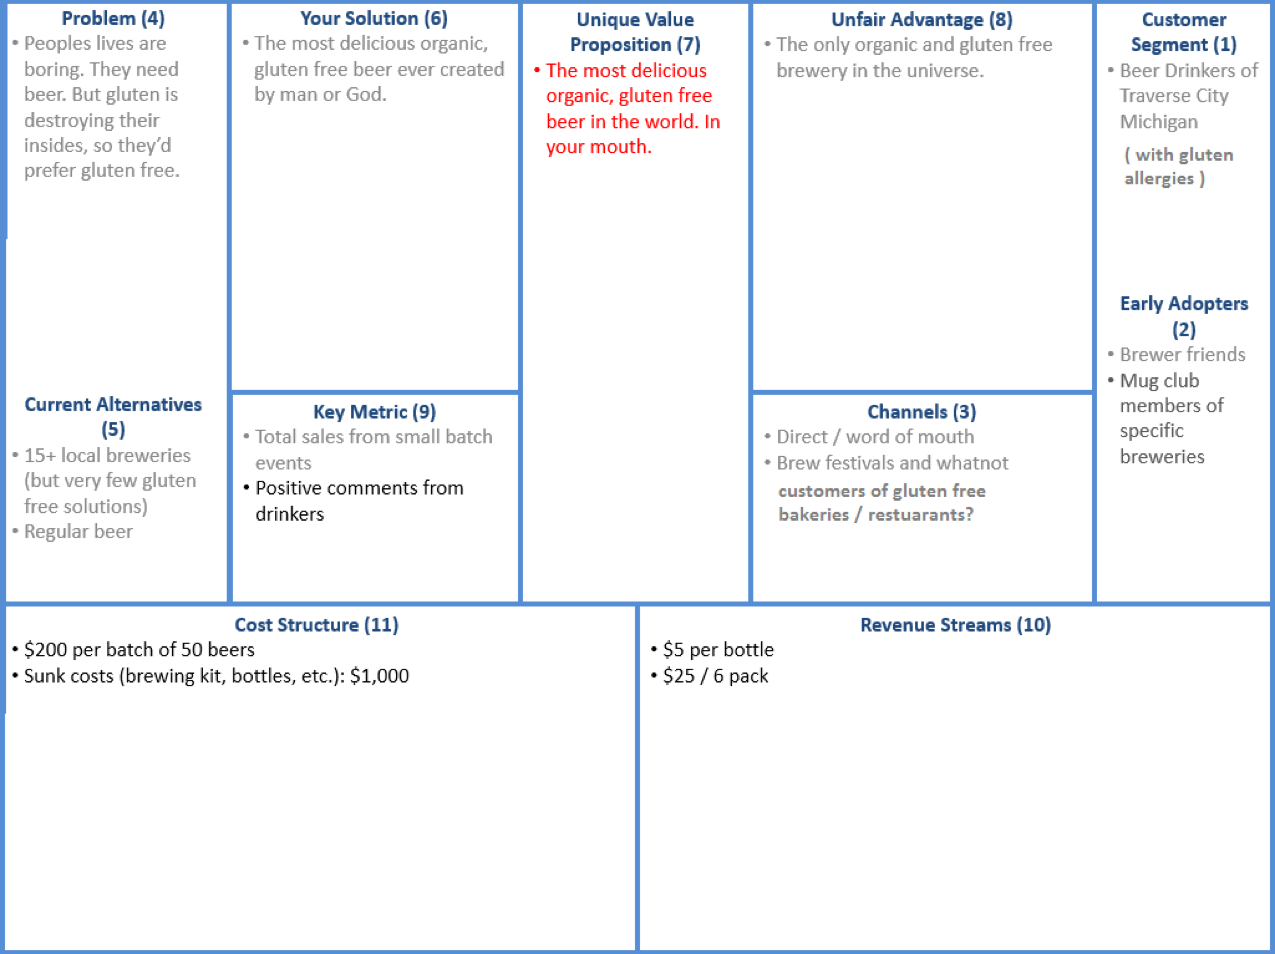 Problem (4)
• Peoples lives are
boring. They need
beer. But gluten is
destroying their
insides, so they'd
prefer gluten free.
Current Alternatives
(5)
• 15+ local breweries
(but very few gluten
free solutions)
• Regular beer
Your Solution (6)
• The most delicious organic,
gluten free beer ever created
by man or God.
Key Metric (9)
• Total sales from small batch
events
• Positive comments from
drinkers
Unique Value
Proposition (7)
• The most delicious
organic, gluten free
beer in the world. In
your mouth.
Unfair Advantage (8)
• The only organic and gluten free
brewery in the universe.
Channels (3)
• Direct / word of mouth
• Brew festivals and whatnot
customers of gluten free
bakeries / restuarants?
Customer
Segment (1)
• Beer Drinkers of
Traverse City
Michigan
( with gluten
allergies )
Early Adopters
(2)
• Brewer friends
• Mug club
members of
specific
breweries
Cost Structure (11)
• $200 per batch of 50 beers
• Sunk costs (brewing kit, bottles, etc.): $1,000
Revenue Streams (10)
• $5 per bottle
• $25 / 6 pack